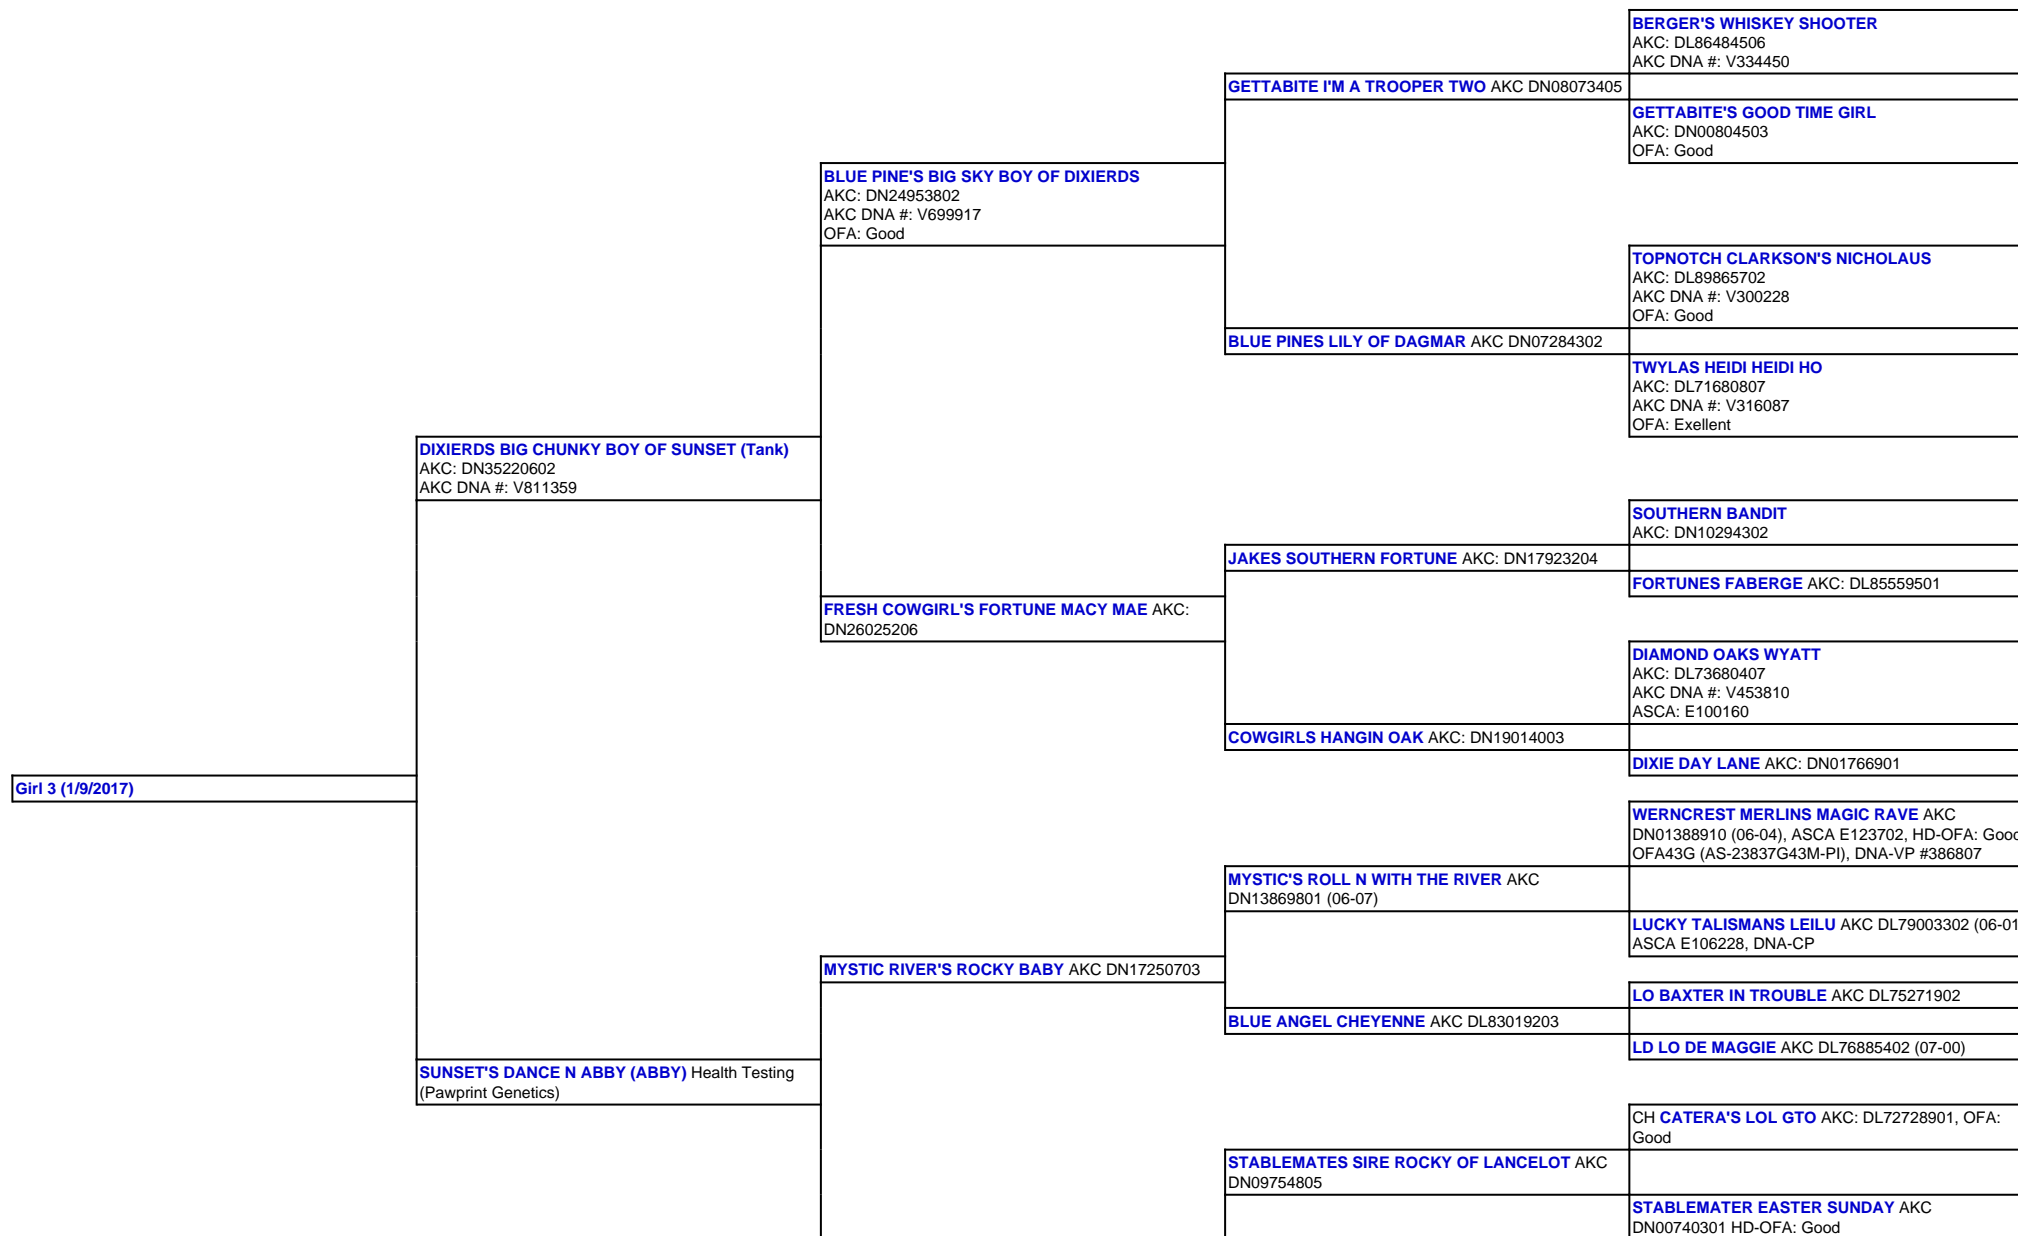 BERGER'S WHISKEY SHOOTER
AKC: DL86484506
AKC DNA #: V334450
GETTABITE I'M A TROOPER TWO AKC DN08073405
GETTABITE'S GOOD TIME GIRL
AKC: DN00804503
OFA: Good
BLUE PINE'S BIG SKY BOY OF DIXIERDS
AKC: DN24953802
AKC DNA #: V699917
OFA: Good
TOPNOTCH CLARKSON'S NICHOLAUS
AKC: DL89865702
AKC DNA #: V300228
OFA: Good
BLUE PINES LILY OF DAGMAR AKC DN07284302
TWYLAS HEIDI HEIDI HO
AKC: DL71680807
AKC DNA #: V316087
OFA: Exellent
DIXIERDS BIG CHUNKY BOY OF SUNSET (Tank)
AKC: DN35220602
AKC DNA #: V811359
SOUTHERN BANDIT
AKC: DN10294302
JAKES SOUTHERN FORTUNE AKC: DN17923204
FORTUNES FABERGE AKC: DL85559501
FRESH COWGIRL'S FORTUNE MACY MAE AKC:
DN26025206
DIAMOND OAKS WYATT
AKC: DL73680407
AKC DNA #: V453810
ASCA: E100160
COWGIRLS HANGIN OAK AKC: DN19014003
DIXIE DAY LANE AKC: DN01766901
Girl 3 (1/9/2017)
WERNCREST MERLINS MAGIC RAVE AKC
DN01388910 (06-04), ASCA E123702, HD-OFA: Good
OFA43G (AS-23837G43M-PI), DNA-VP #386807
MYSTIC'S ROLL N WITH THE RIVER AKC
DN13869801 (06-07)
LUCKY TALISMANS LEILU AKC DL79003302 (06-01
ASCA E106228, DNA-CP
MYSTIC RIVER'S ROCKY BABY AKC DN17250703
LO BAXTER IN TROUBLE AKC DL75271902
BLUE ANGEL CHEYENNE AKC DL83019203
LD LO DE MAGGIE AKC DL76885402 (07-00)
SUNSET'S DANCE N ABBY (ABBY) Health Testing
(Pawprint Genetics)
CH CATERA'S LOL GTO AKC: DL72728901, OFA:
Good
STABLEMATES SIRE ROCKY OF LANCELOT AKC
DN09754805
STABLEMATER EASTER SUNDAY AKC
DN00740301 HD-OFA: Good